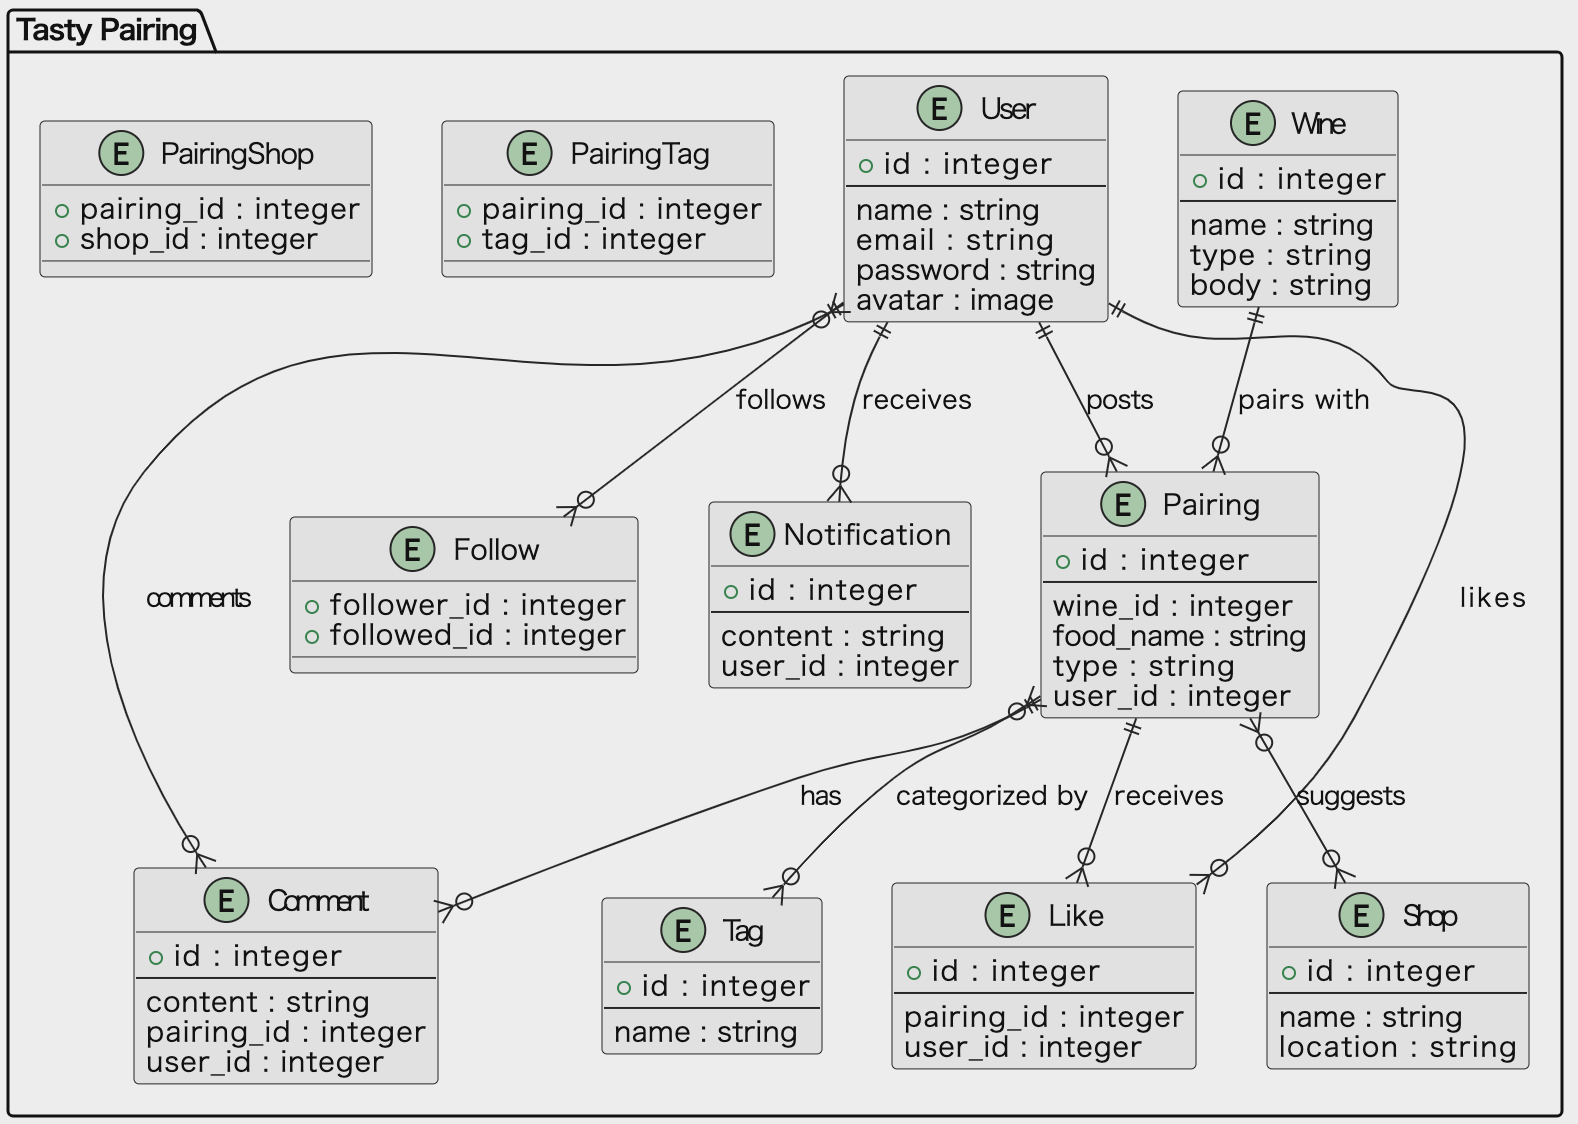 Tasty Pairing
E PairingShop
pairing_id : integer
shop_id : integer
E PairingTag
pairing_id : integer
tag_id : integer
E User
id : integer
name : string
email : string
password : string
avatar : image
E Wine
id : integer
name : string
type : string
body : string
follows
receives
posts
pairs with
comments
likes
E Follow
follower_id : integer
followed_id : integer
E Notification
id : integer
content : string
user_id : integer
E Pairing
id : integer
wine_id : integer
food_name : string
type : string
user_id : integer
has
categorized by
receives
suggests
E Comment
id : integer
content : string
pairing_id : integer
user_id : integer
E Tag
id : integer
name : string
E Like
id : integer
pairing_id : integer
user_id : integer
E Shop
id : integer
name : string
location : string